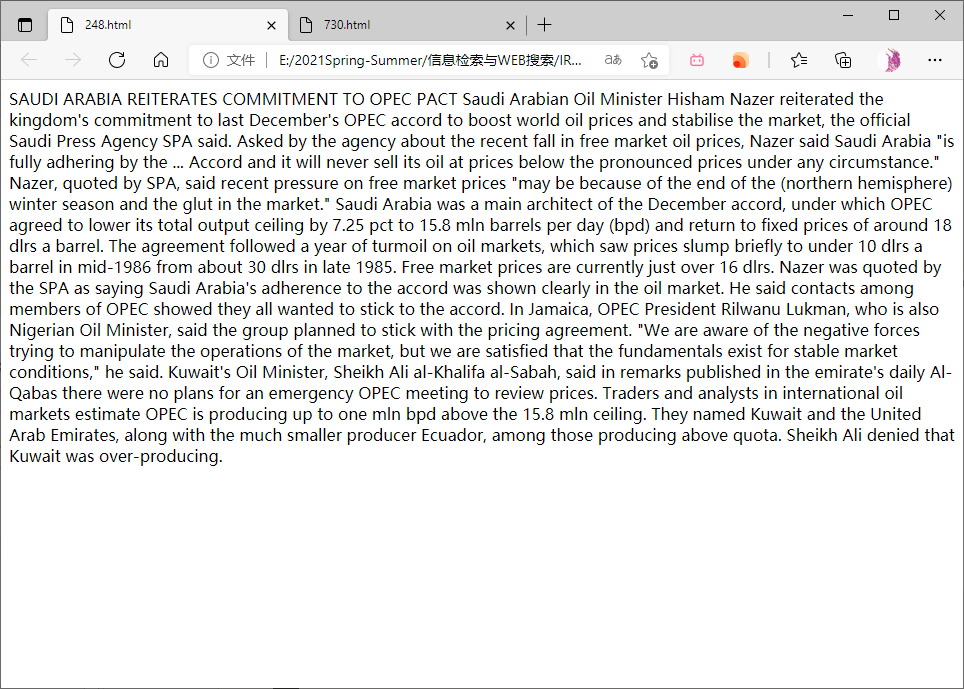 248.html
730.html
文件
E:/2021Spring-Summer/信息检索与WEB搜索/IR...
aあ
SAUDI ARABIA REITERATES COMMITMENT TO OPEC PACT Saudi Arabian Oil Minister Hisham Nazer reiterated the
kingdom's commitment to last December's OPEC accord to boost world oil prices and stabilise the market, the official
Saudi Press Agency SPA said. Asked by the agency about the recent fall in free market oil prices, Nazer said Saudi Arabia "is
fully adhering by the ... Accord and it will never sell its oil at prices below the pronounced prices under any circumstance."
Nazer, quoted by SPA, said recent pressure on free market prices "may be because of the end of the (northern hemisphere)
winter season and the glut in the market." Saudi Arabia was a main architect of the December accord, under which OPEC
agreed to lower its total output ceiling by 7.25 pct to 15.8 mln barrels per day (bpd) and return to fixed prices of around 18
dlrs a barrel. The agreement followed a year of turmoil on oil markets, which saw prices slump briefly to under 10 dlrs a
barrel in mid-1986 from about 30 dlrs in late 1985. Free market prices are currently just over 16 dlrs. Nazer was quoted by
the SPA as saying Saudi Arabia's adherence to the accord was shown clearly in the oil market. He said contacts among
members of OPEC showed they all wanted to stick to the accord. In Jamaica, OPEC President Rilwanu Lukman, who is also
Nigerian Oil Minister, said the group planned to stick with the pricing agreement. "We are aware of the negative forces
trying to manipulate the operations of the market, but we are satisfied that the fundamentals exist for stable market
conditions," he said. Kuwait's Oil Minister, Sheikh Ali al-Khalifa al-Sabah, said in remarks published in the emirate's daily Al-
Qabas there were no plans for an emergency OPEC meeting to review prices. Traders and analysts in international oil
markets estimate OPEC is producing up to one mln bpd above the 15.8 mln ceiling. They named Kuwait and the United
Arab Emirates, along with the much smaller producer Ecuador, among those producing above quota. Sheikh Ali denied that
Kuwait was over-producing.